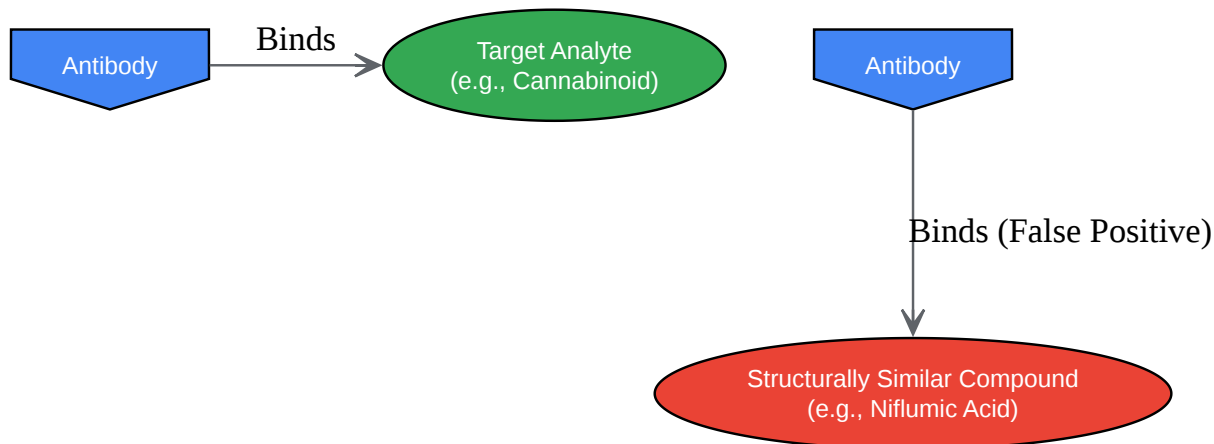 Antibody
Binds
Target Analyte
(e.g., Cannabinoid)
Antibody
Binds (False Positive)
Structurally Similar Compound
(e.g., Niflumic Acid)